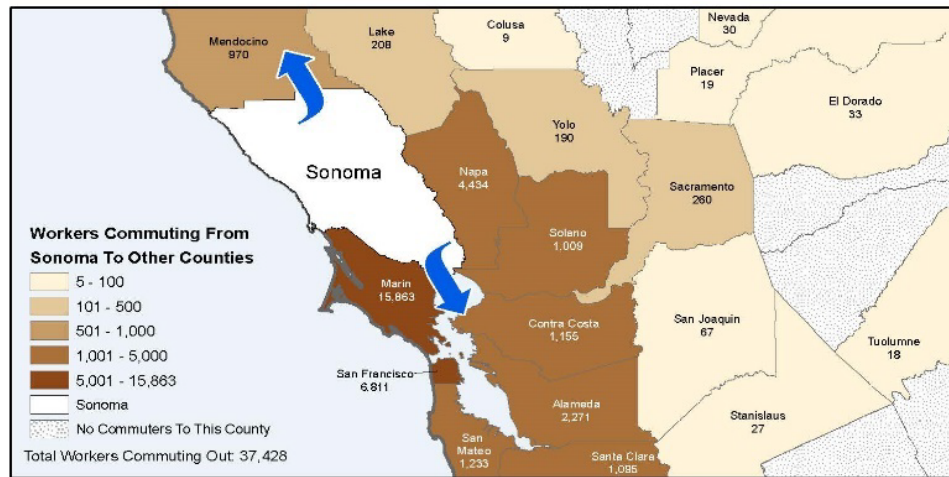 Mendocino
970
Lake
208
Colusa
9
Nevada
30
Placer
19
El Dorado
33
Yolo
190
Sonoma
Napa
4,434
Sacramento
260
Solano
1,009
Marin
15,863
Contra Costa
1,155
San Joaquin
67
Tuolumne
18
San Francisco
6,811
Alameda
2,271
Stanislaus
27
San
Mateo
1,233
Santa Clara
1,095
Workers Commuting From
Sonoma To Other Counties
5 - 100
101 - 500
501 - 1,000
1,001 - 5,000
5,001 - 15,863
Sonoma
No Commuters To This County
Total Workers Commuting Out: 37,428